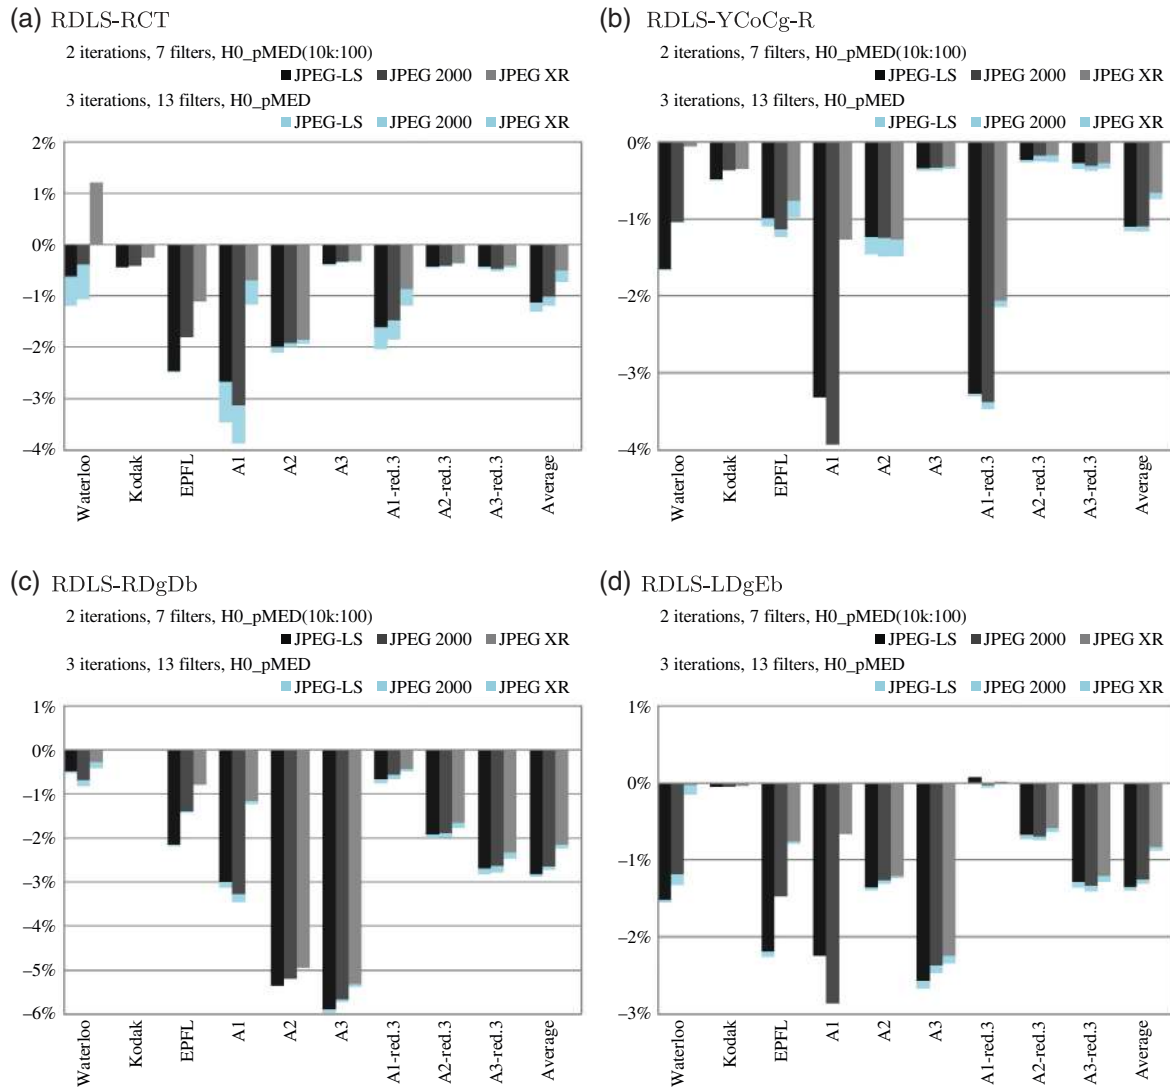 (a) RDLS-RCT
2 iterations, 7 filters, H0_pMED(10k:100)
JPEG-LS JPEG 2000 JPEG XR
3 iterations, 13 filters, H0_pMED
JPEG-LS JPEG 2000 JPEG XR
2%
1%
0%
–1%
–2%
–3%
–4%
Waterloo
Kodak
EPFL
A1
A2
A3
A1-red.3
A2-red.3
A3-red.3
Average
(b) RDLS-YCoCg-R
2 iterations, 7 filters, H0_pMED(10k:100)
JPEG-LS JPEG 2000 JPEG XR
3 iterations, 13 filters, H0_pMED
JPEG-LS JPEG 2000 JPEG XR
0%
–1%
–2%
–3%
–4%
Waterloo
Kodak
EPFL
A1
A2
A3
A1-red.3
A2-red.3
A3-red.3
Average
(c) RDLS-RDgDb
2 iterations, 7 filters, H0_pMED(10k:100)
JPEG-LS JPEG 2000 JPEG XR
3 iterations, 13 filters, H0_pMED
JPEG-LS JPEG 2000 JPEG XR
1%
0%
–1%
–2%
–3%
–4%
–5%
–6%
Waterloo
Kodak
EPFL
A1
A2
A3
A1-red.3
A2-red.3
A3-red.3
Average
(d) RDLS-LDgEb
2 iterations, 7 filters, H0_pMED(10k:100)
JPEG-LS JPEG 2000 JPEG XR
3 iterations, 13 filters, H0_pMED
JPEG-LS JPEG 2000 JPEG XR
1%
0%
–1%
–2%
–3%
Waterloo
Kodak
EPFL
A1
A2
A3
A1-red.3
A2-red.3
A3-red.3
Average